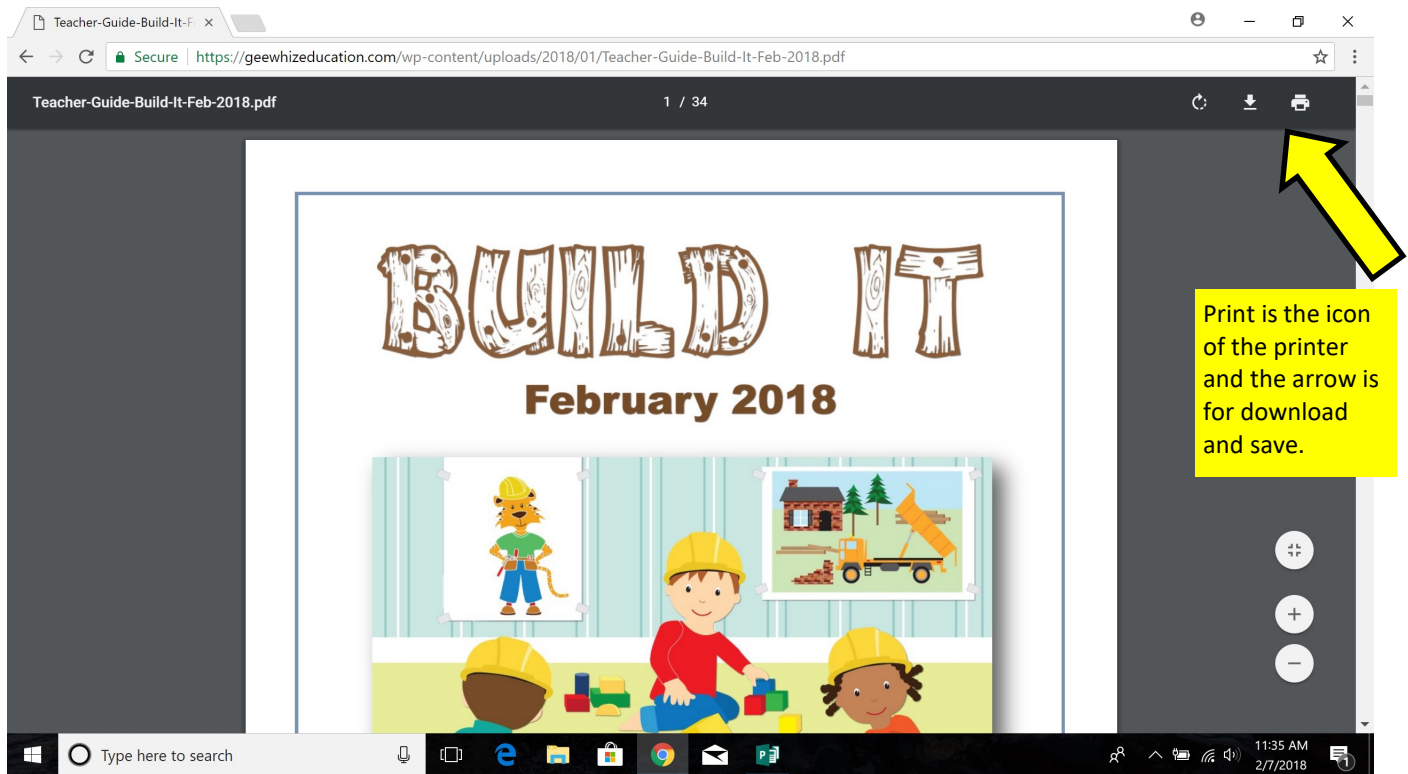 Teacher-Guide-Build-It-F
Secure https://geewhizeducation.com/wp-content/uploads/2018/01/Teacher-Guide-Build-It-Feb-2018.pdf
Teacher-Guide-Build-It-Feb-2018.pdf 1 / 34
BUILD IT
February 2018
Print is the icon
of the printer
and the arrow is
for download
and save.
Type here to search
11:35 AM
2/7/2018
1